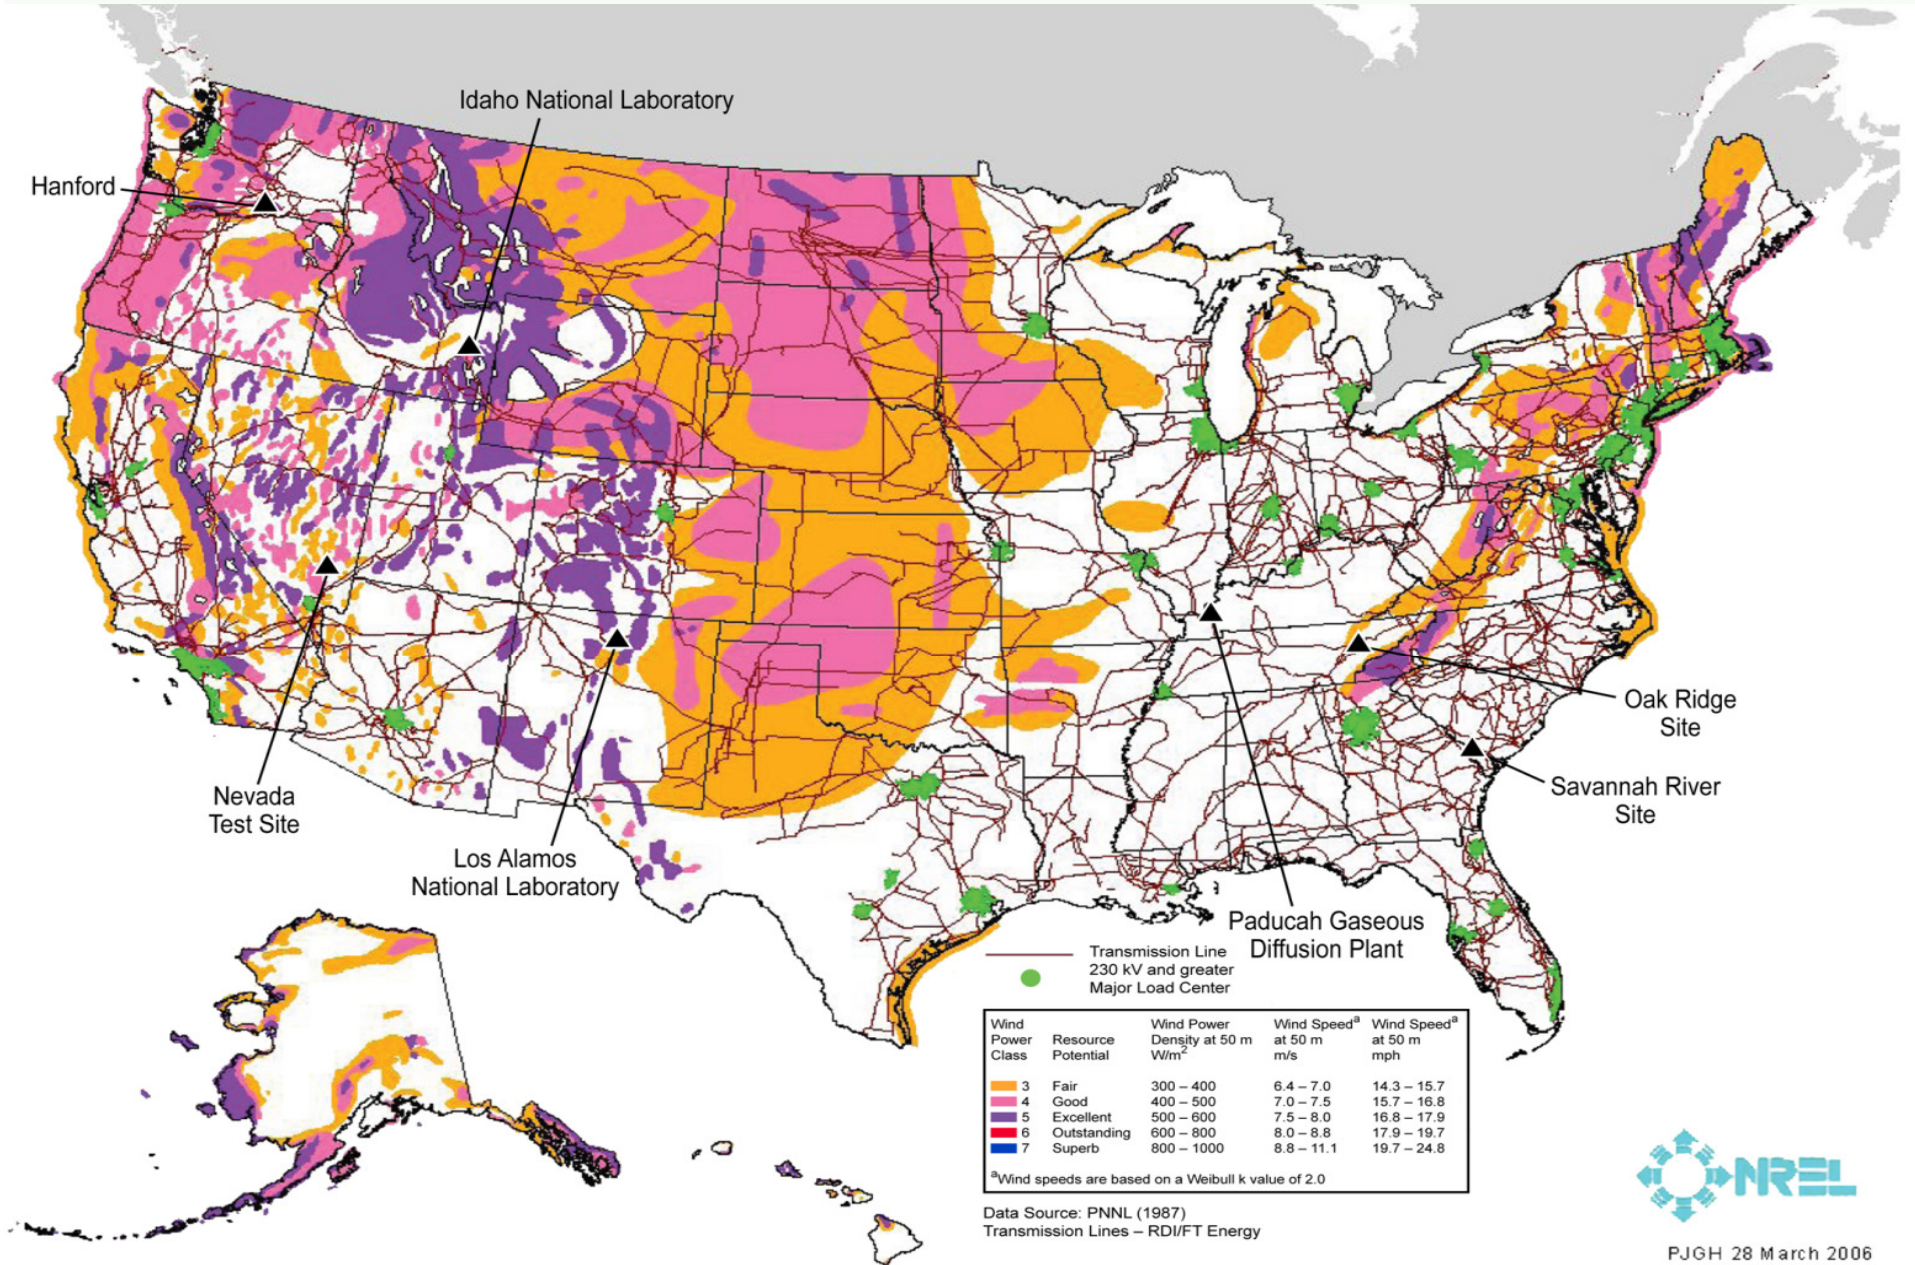 Idaho National Laboratory
Hanford
Oak Ridge
Site
Savannah River
Site
Nevada
Test Site
Los Alamos
National Laboratory
Paducah Gaseous
Diffusion Plant
Transmission Line
230 kV and greater
Major Load Center
Wind Power Class Resource Potential Wind Power Density at 50 m W/m² Wind Speedᵃ at 50 m m/s Wind Speedᵃ at 50 m mph
3 Fair 300 – 400 6.4 – 7.0 14.3 – 15.7
4 Good 400 – 500 7.0 – 7.5 15.7 – 16.8
5 Excellent 500 – 600 7.5 – 8.0 16.8 – 17.9
6 Outstanding 600 – 800 8.0 – 8.8 17.9 – 19.7
7 Superb 800 – 1000 8.8 – 11.1 19.7 – 24.8
ᵃWind speeds are based on a Weibull k value of 2.0
Data Source: PNNL (1987)
Transmission Lines – RDI/FT Energy
NREL
PJGH 28 March 2006